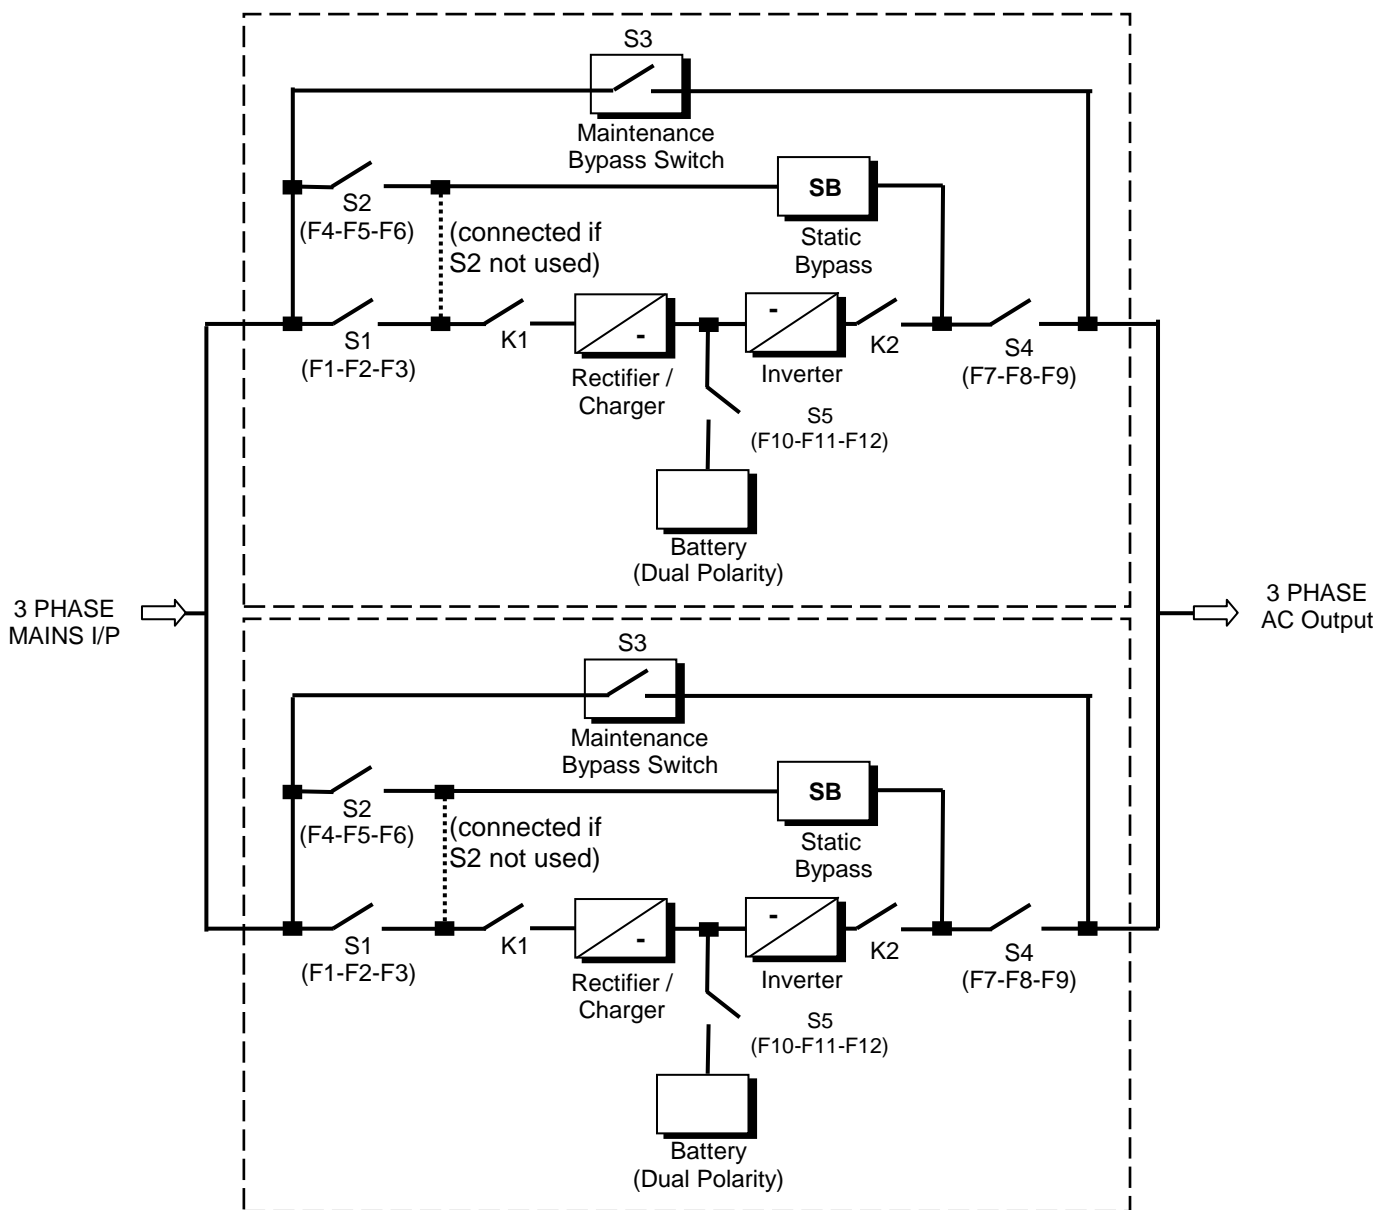 S3
Maintenance
Bypass Switch
S2
(F4-F5-F6)
(connected if
S2 not used)
SB
Static
Bypass
S1
(F1-F2-F3)
K1
-
Rectifier /
Charger
-
Inverter
K2
S4
(F7-F8-F9)
S5
(F10-F11-F12)
Battery
(Dual Polarity)
3 PHASE
MAINS I/P
3 PHASE
AC Output
S3
Maintenance
Bypass Switch
S2
(F4-F5-F6)
(connected if
S2 not used)
SB
Static
Bypass
S1
(F1-F2-F3)
K1
-
Rectifier /
Charger
-
Inverter
K2
S4
(F7-F8-F9)
S5
(F10-F11-F12)
Battery
(Dual Polarity)